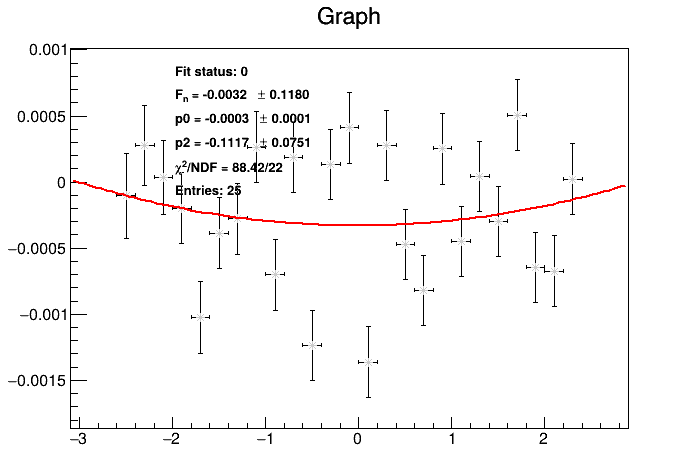 Graph
Fit status: 0
Fn = -0.0032 ± 0.1180
p0 = -0.0003 ± 0.0001
p2 = -0.1117 ± 0.0751
χ²/NDF = 88.42/22
Entries: 25
0.001
0.0005
0
−0.0005
−0.001
−0.0015
−3 −2 −1 0 1 2